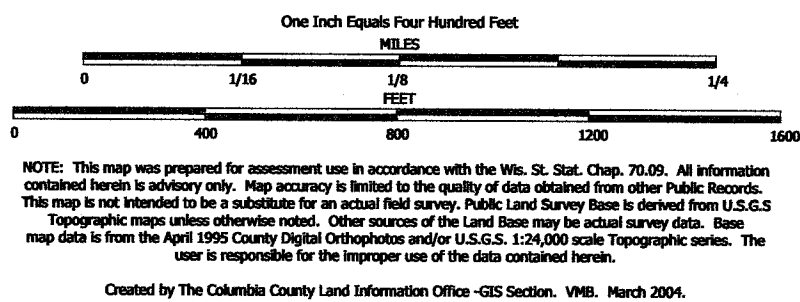 One Inch Equals Four Hundred Feet
MILES
0 1/16 1/8 1/4
FEET
0 400 800 1200 1600
NOTE: This map was prepared for assessment use in accordance with the Wis. St. Stat. Chap. 70.09. All information
contained herein is advisory only. Map accuracy is limited to the quality of data obtained from other Public Records.
This map is not intended to be a substitute for an actual field survey. Public Land Survey Base is derived from U.S.G.S
Topographic maps unless otherwise noted. Other sources of the Land Base may be actual survey data. Base
map data is from the April 1995 County Digital Orthophotos and/or U.S.G.S. 1:24,000 scale Topographic series. The
user is responsible for the improper use of the data contained herein.
Created by The Columbia County Land Information Office -GIS Section. VMB. March 2004.